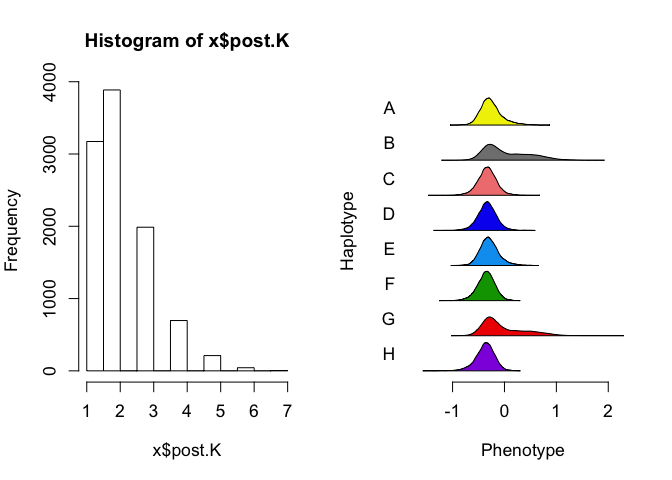 Histogram of x$post.K
Frequency
0
1000
2000
3000
4000
1 2 3 4 5 6 7
x$post.K
Haplotype
A
B
C
D
E
F
G
H
-1 0 1 2
Phenotype